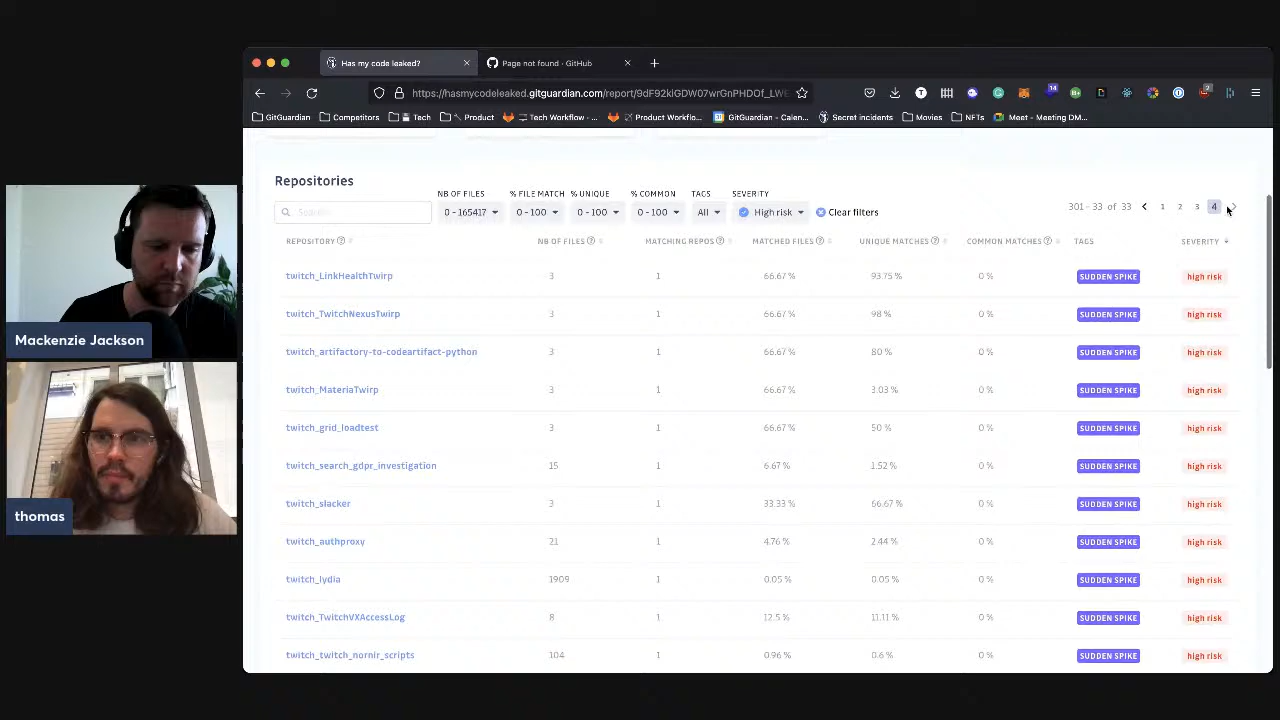 Has my code leaked?
Page not found · GitHub
https://hasmycodeleaked.gitguardian.com/report/9dF92klGDW07wrGnPHDOf_LWE
14
2
GitGuardian
Competitors
Tech
Product
Tech Workflow - ...
Product Workflow...
GitGuardian - Calen...
Secret incidents
Movies
NFTs
Meet - Meeting DM...
Repositories
NB OF FILES % FILE MATCH % UNIQUE % COMMON TAGS SEVERITY
Search... 0 - 165417 0 - 100 0 - 100 0 - 100 All High risk Clear filters
301 - 33 of 33 1 2 3 4
REPOSITORY NB OF FILES MATCHING REPOS MATCHED FILES UNIQUE MATCHES COMMON MATCHES TAGS SEVERITY
twitch_LinkHealthTwirp 3 1 66.67 % 93.75 % 0 % SUDDEN SPIKE high risk
twitch_TwitchNexusTwirp 3 1 66.67 % 98 % 0 % SUDDEN SPIKE high risk
twitch_artifactory-to-codeartifact-python 3 1 66.67 % 80 % 0 % SUDDEN SPIKE high risk
twitch_MateriaTwirp 3 1 66.67 % 3.03 % 0 % SUDDEN SPIKE high risk
twitch_grid_loadtest 3 1 66.67 % 50 % 0 % SUDDEN SPIKE high risk
twitch_search_gdpr_investigation 15 1 6.67 % 1.52 % 0 % SUDDEN SPIKE high risk
twitch_slacker 3 1 33.33 % 66.67 % 0 % SUDDEN SPIKE high risk
twitch_authproxy 21 1 4.76 % 2.44 % 0 % SUDDEN SPIKE high risk
twitch_lydia 1909 1 0.05 % 0.05 % 0 % SUDDEN SPIKE high risk
twitch_TwitchVXAccessLog 8 1 12.5 % 11.11 % 0 % SUDDEN SPIKE high risk
twitch_twitch_nornir_scripts 104 1 0.96 % 0.6 % 0 % SUDDEN SPIKE high risk
Mackenzie Jackson
thomas